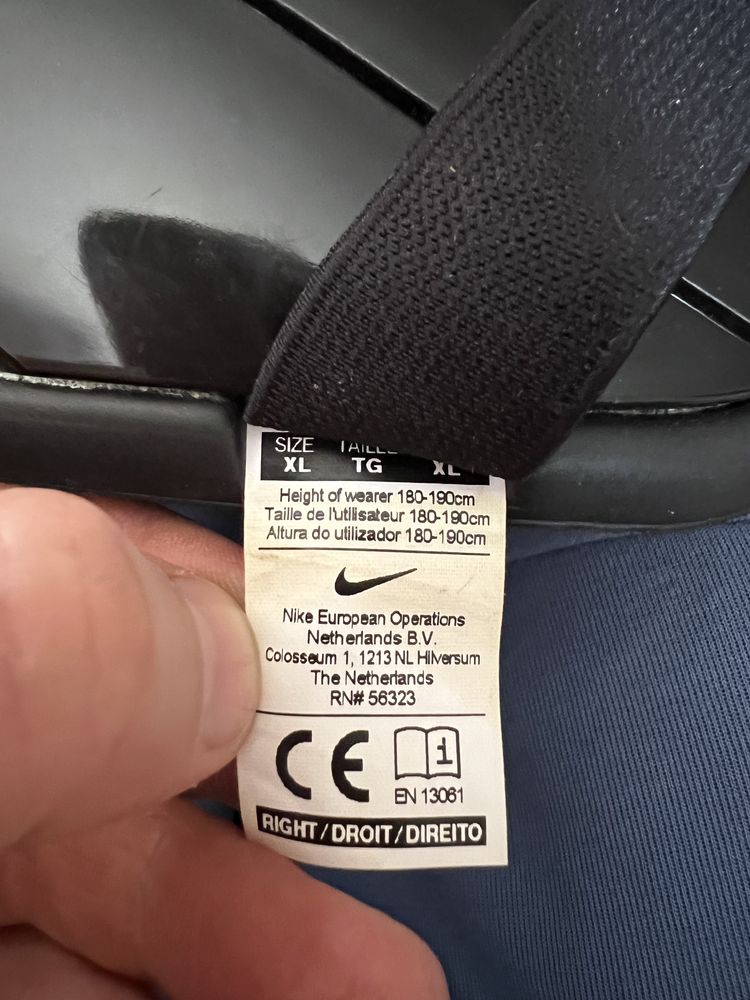 SIZE TAILLE
XL TG XL
Height of wearer 180-190cm
Taille de l'utilisateur 180-190cm
Altura do utilizador 180-190cm
Nike European Operations
Netherlands B.V.
Colosseum 1, 1213 NL Hilversum
The Netherlands
RN# 56323
CE i
EN 13061
RIGHT/DROIT/DIREITO